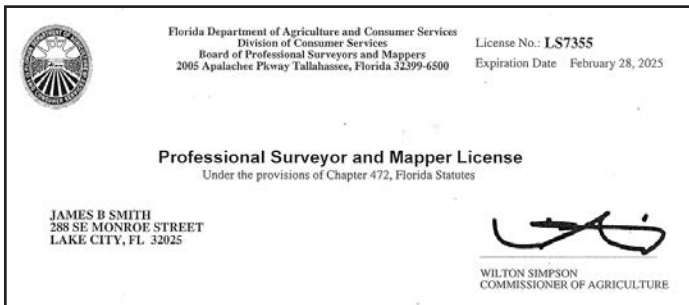 Florida Department of Agriculture and Consumer Services
Division of Consumer Services
Board of Professional Surveyors and Mappers
2005 Apalachee Pkway Tallahassee, Florida 32399-6500
License No.: LS7355
Expiration Date February 28, 2025
Professional Surveyor and Mapper License
Under the provisions of Chapter 472, Florida Statutes
JAMES B SMITH
288 SE MONROE STREET
LAKE CITY, FL 32025
WILTON SIMPSON
COMMISSIONER OF AGRICULTURE